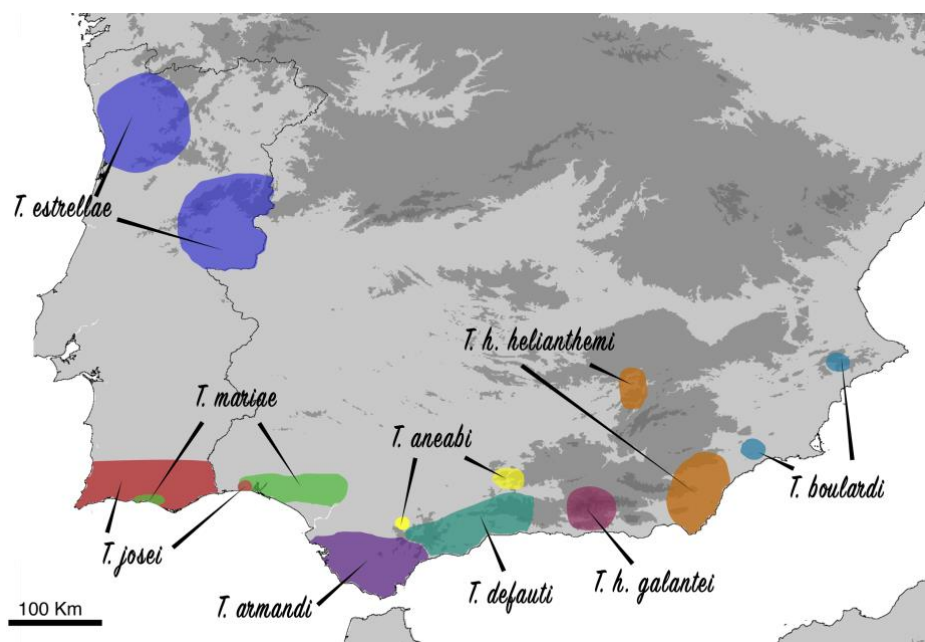 T. estrellae
T. h. helianthemi
T. mariae
T. aneabi
T. boulardi
T. josei
T. armandi
T. defauti
T. h. galantei
100 Km